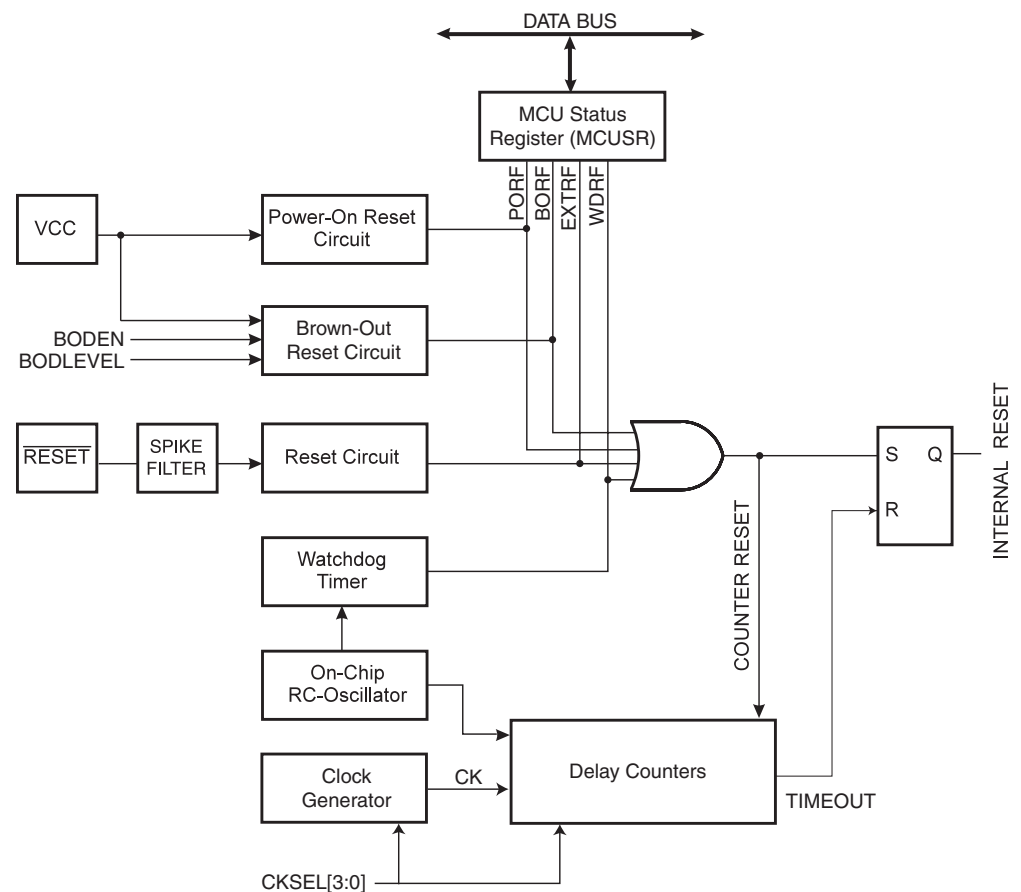 DATA BUS
MCU Status
Register (MCUSR)
PORF
BORF
EXTRF
WDRF
VCC
Power-On Reset
Circuit
Brown-Out
Reset Circuit
BODEN
BODLEVEL
RESET
SPIKE
FILTER
Reset Circuit
S
Q
R
INTERNAL RESET
COUNTER RESET
Watchdog
Timer
On-Chip
RC-Oscillator
Clock
Generator
CK
Delay Counters
TIMEOUT
CKSEL[3:0]